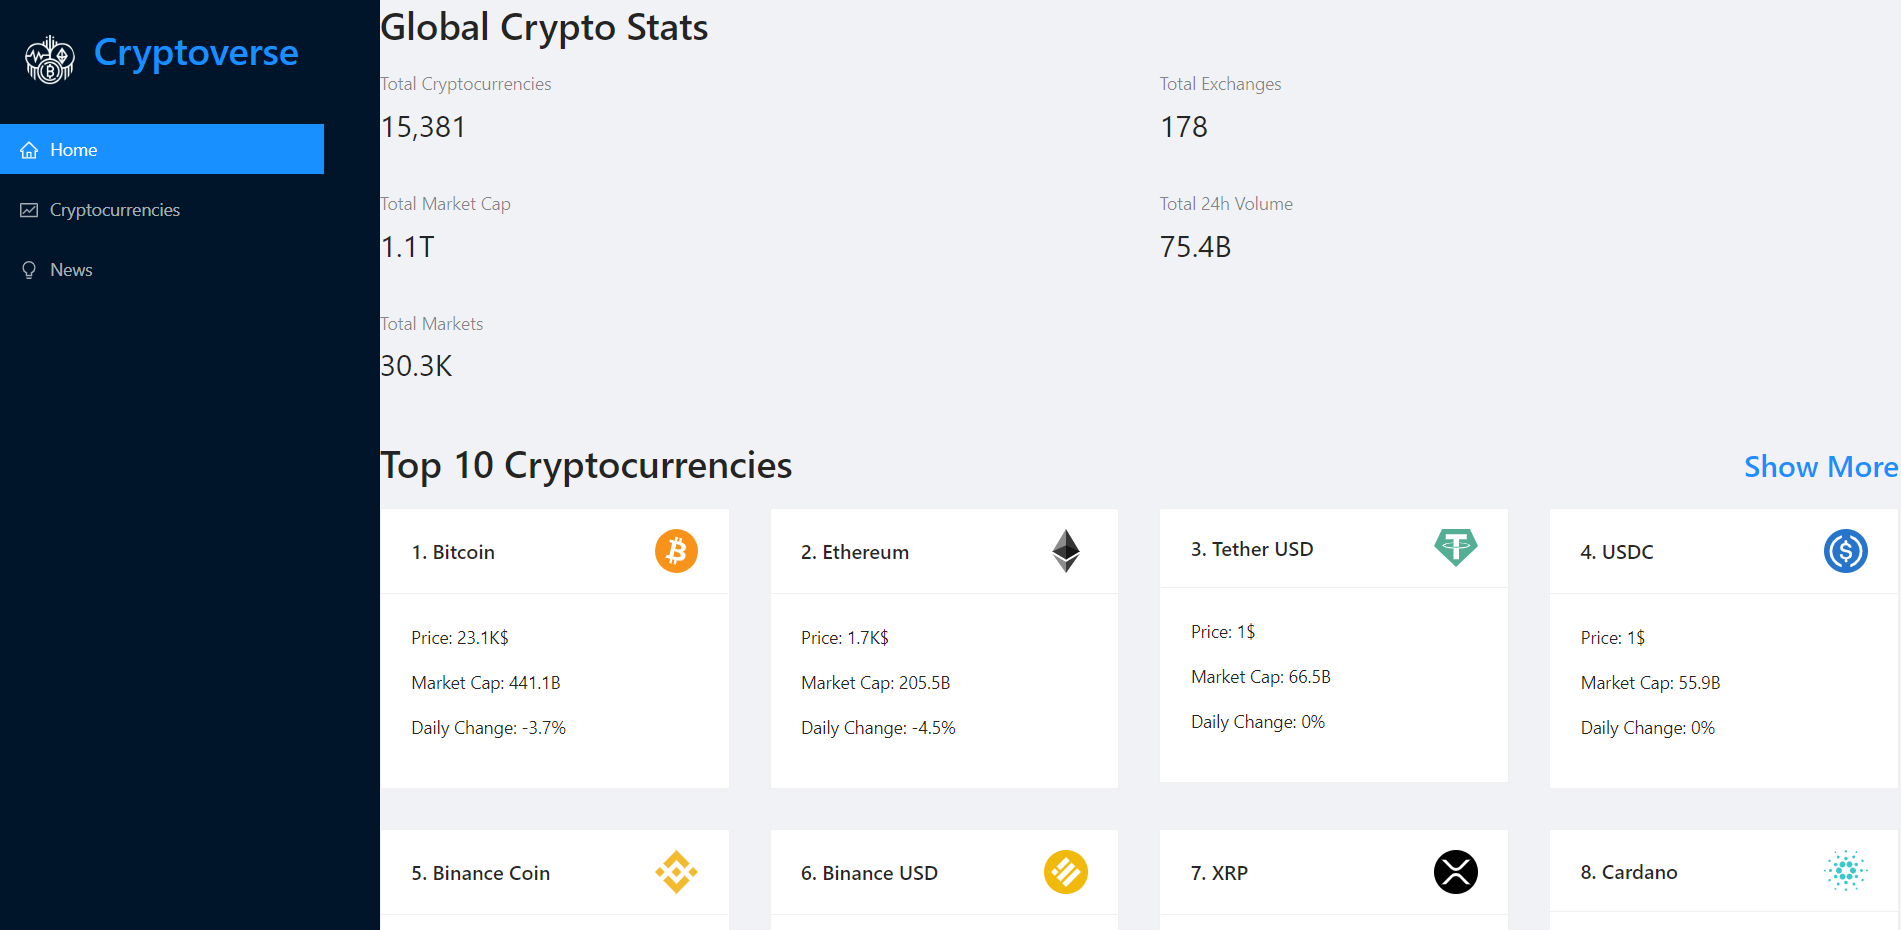 Cryptoverse
Home
Cryptocurrencies
News
Global Crypto Stats
Total Cryptocurrencies
15,381
Total Exchanges
178
Total Market Cap
1.1T
Total 24h Volume
75.4B
Total Markets
30.3K
Top 10 Cryptocurrencies
Show More
1. Bitcoin
Price: 23.1K$
Market Cap: 441.1B
Daily Change: -3.7%
2. Ethereum
Price: 1.7K$
Market Cap: 205.5B
Daily Change: -4.5%
3. Tether USD
Price: 1$
Market Cap: 66.5B
Daily Change: 0%
4. USDC
Price: 1$
Market Cap: 55.9B
Daily Change: 0%
5. Binance Coin
6. Binance USD
7. XRP
8. Cardano